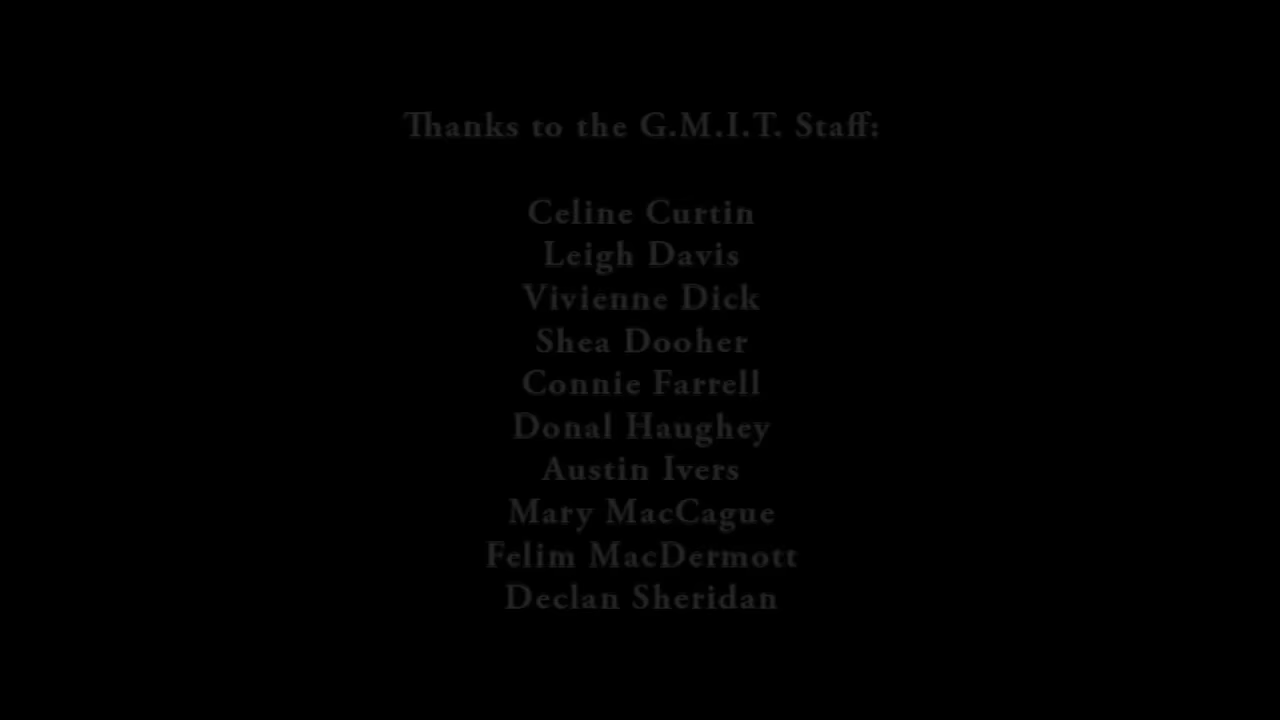 Thanks to the G.M.I.T. Staff:
Celine Curtin
Leigh Davis
Vivienne Dick
Shea Dooher
Connie Farrell
Donal Haughey
Austin Ivers
Mary MacCague
Felim MacDermott
Declan Sheridan